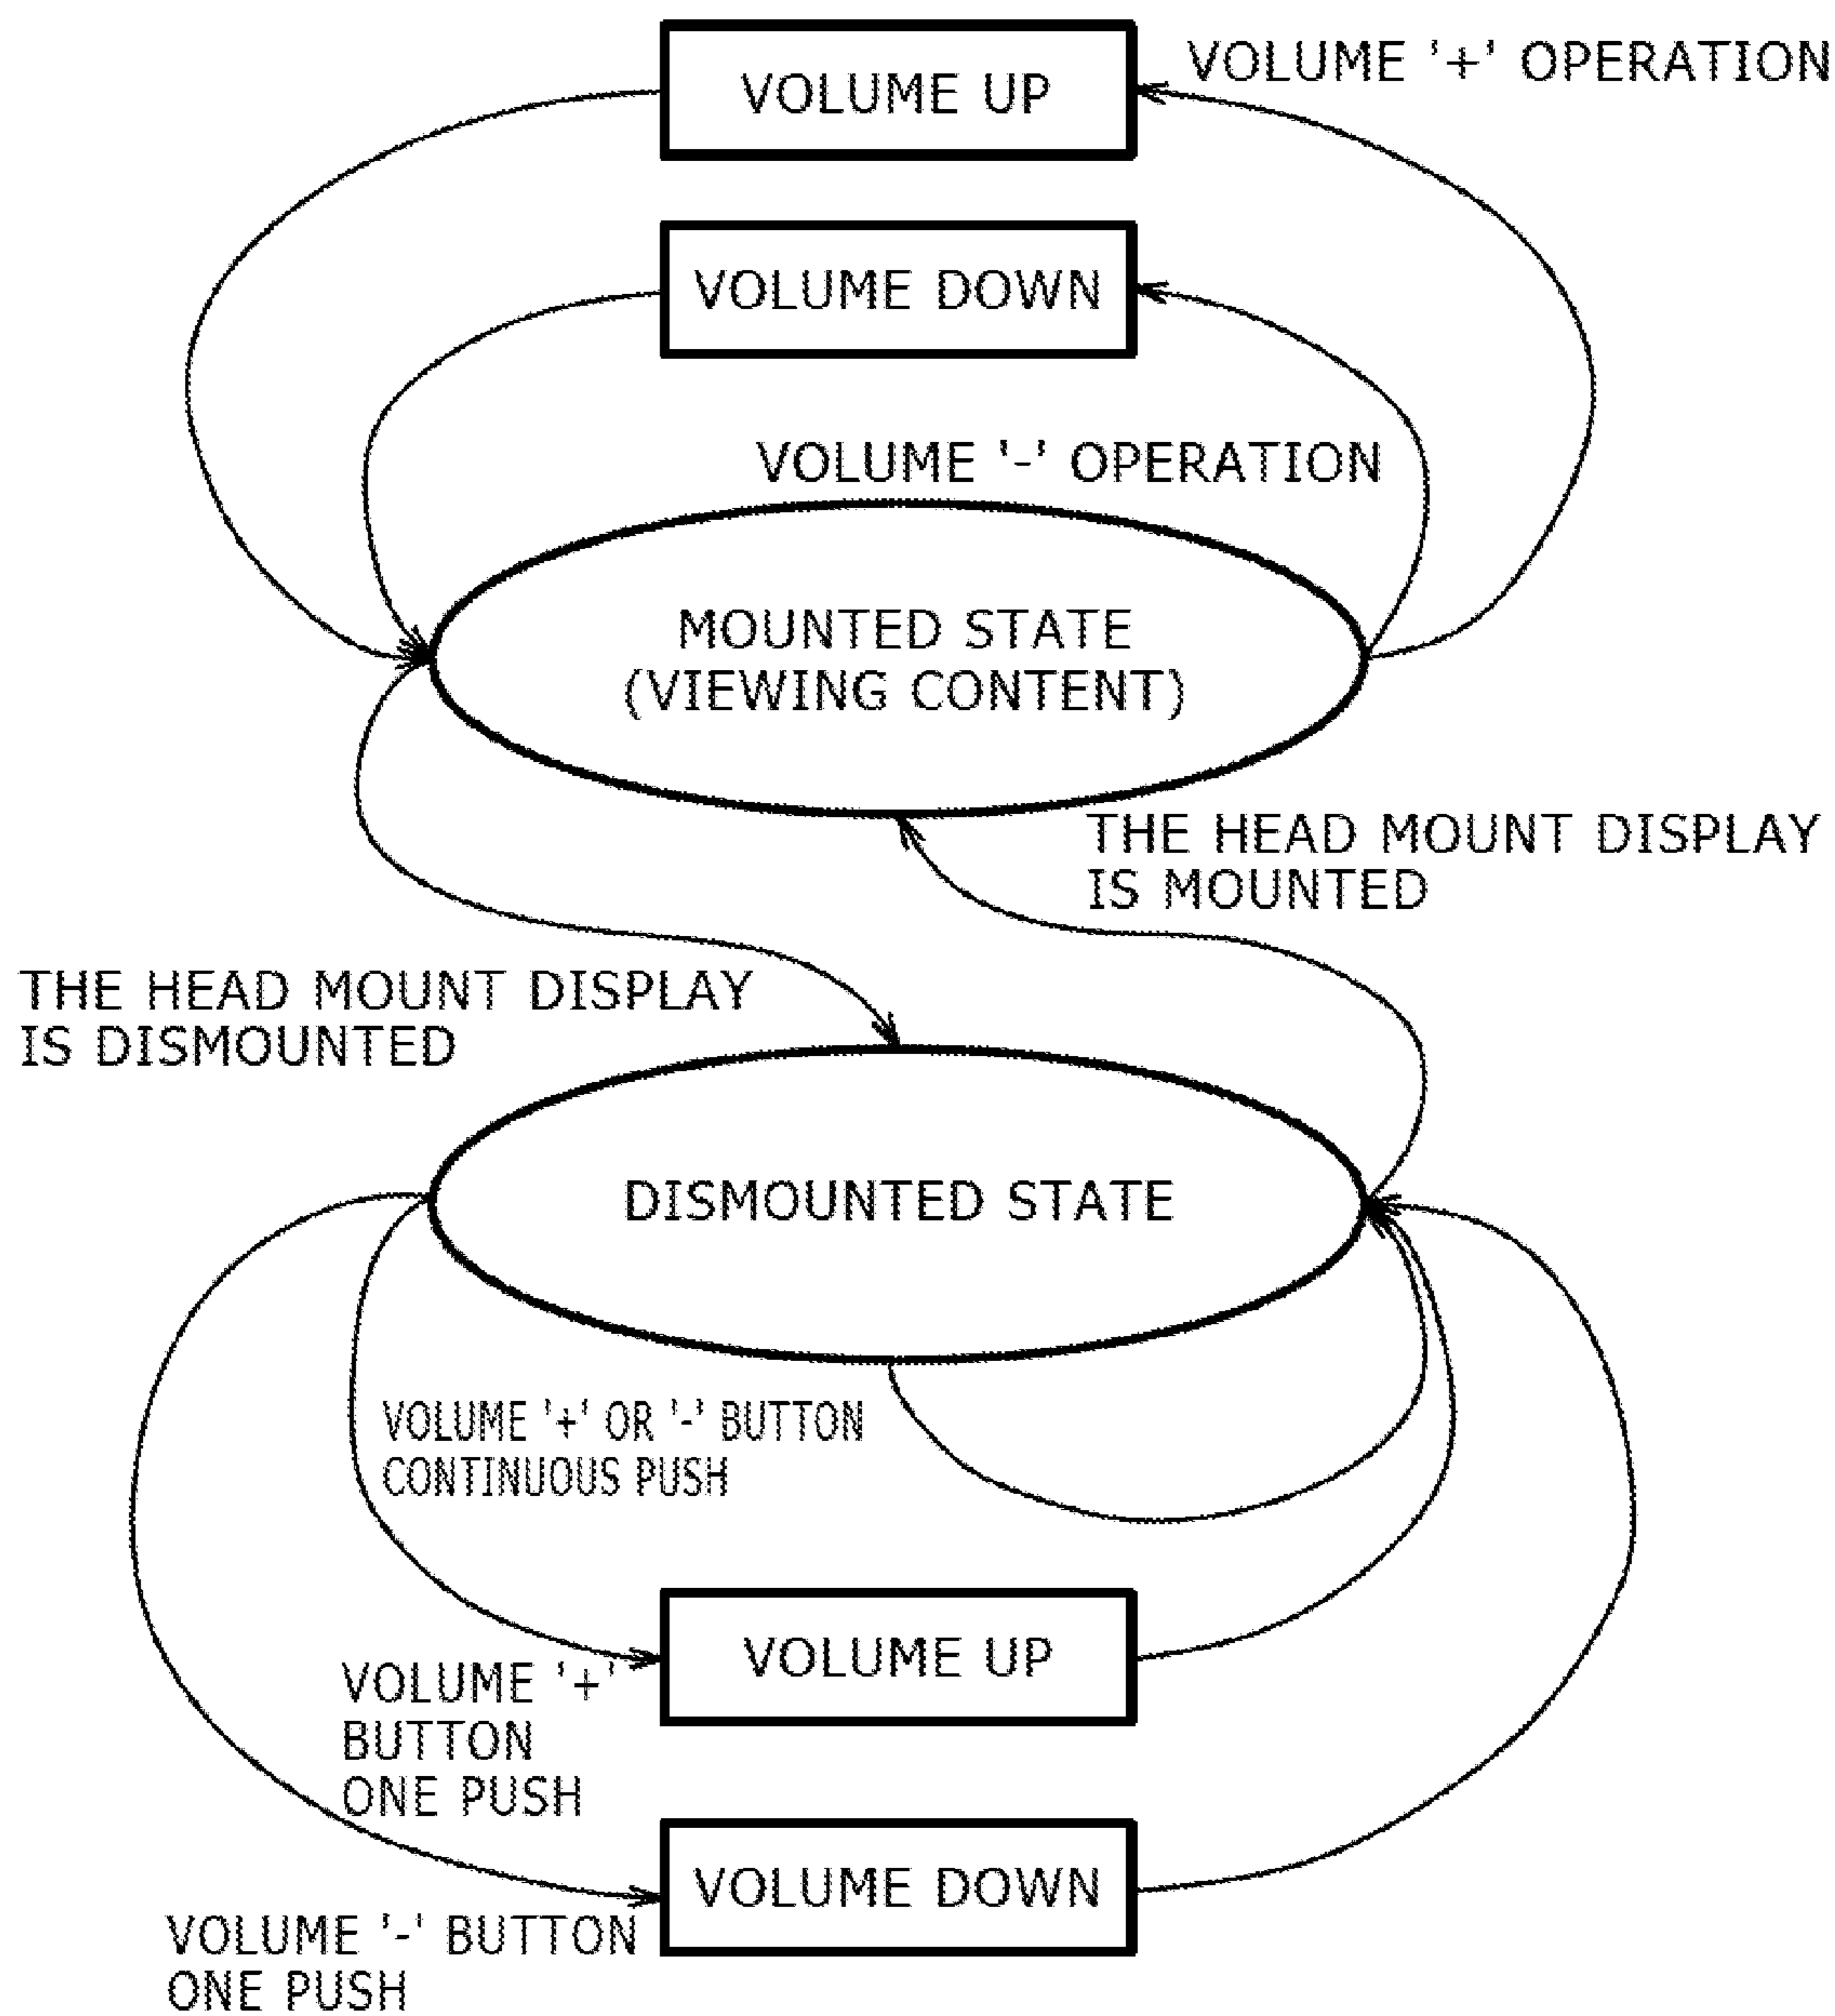 VOLUME UP
VOLUME '+' OPERATION
VOLUME DOWN
VOLUME '-' OPERATION
MOUNTED STATE
(VIEWING CONTENT)
THE HEAD MOUNT DISPLAY
IS MOUNTED
THE HEAD MOUNT DISPLAY
IS DISMOUNTED
DISMOUNTED STATE
VOLUME '+' OR '-' BUTTON
CONTINUOUS PUSH
VOLUME UP
VOLUME '+'
BUTTON
ONE PUSH
VOLUME DOWN
VOLUME '-' BUTTON
ONE PUSH